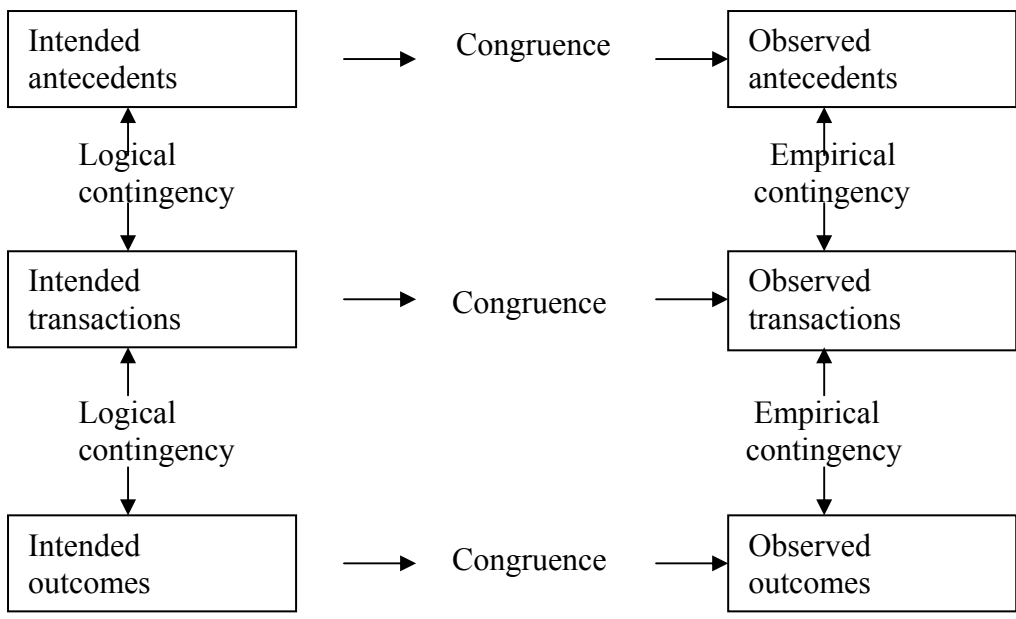 Intended
antecedents
Congruence
Observed
antecedents
Logical
contingency
Empirical
contingency
Intended
transactions
Congruence
Observed
transactions
Logical
contingency
Empirical
contingency
Intended
outcomes
Congruence
Observed
outcomes